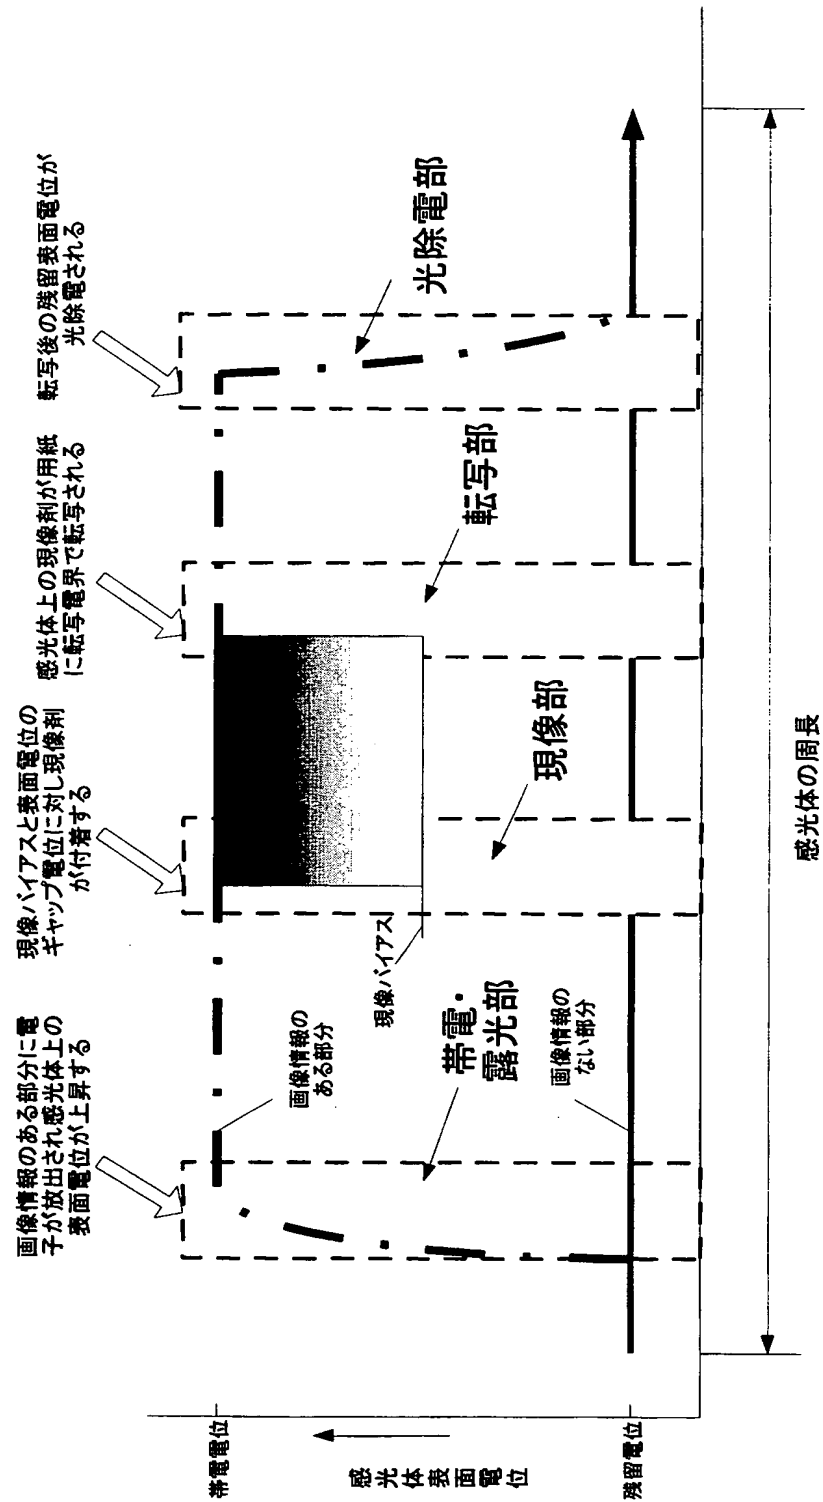 画像情報のある部分に電
子が放出され感光体上の
表面電位が上昇する
現像バイアスと表面電位の
ギャップ電位に対し現像剤
が付着する
感光体上の現像剤が用紙
に転写電界で転写される
転写後の残留表面電位が
光除電される
帯電電位
感光体表面電位
残留電位
画像情報の
ある部分
現像バイアス
帯電・
露光部
画像情報の
ない部分
現像部
転写部
光除電部
感光体の周長